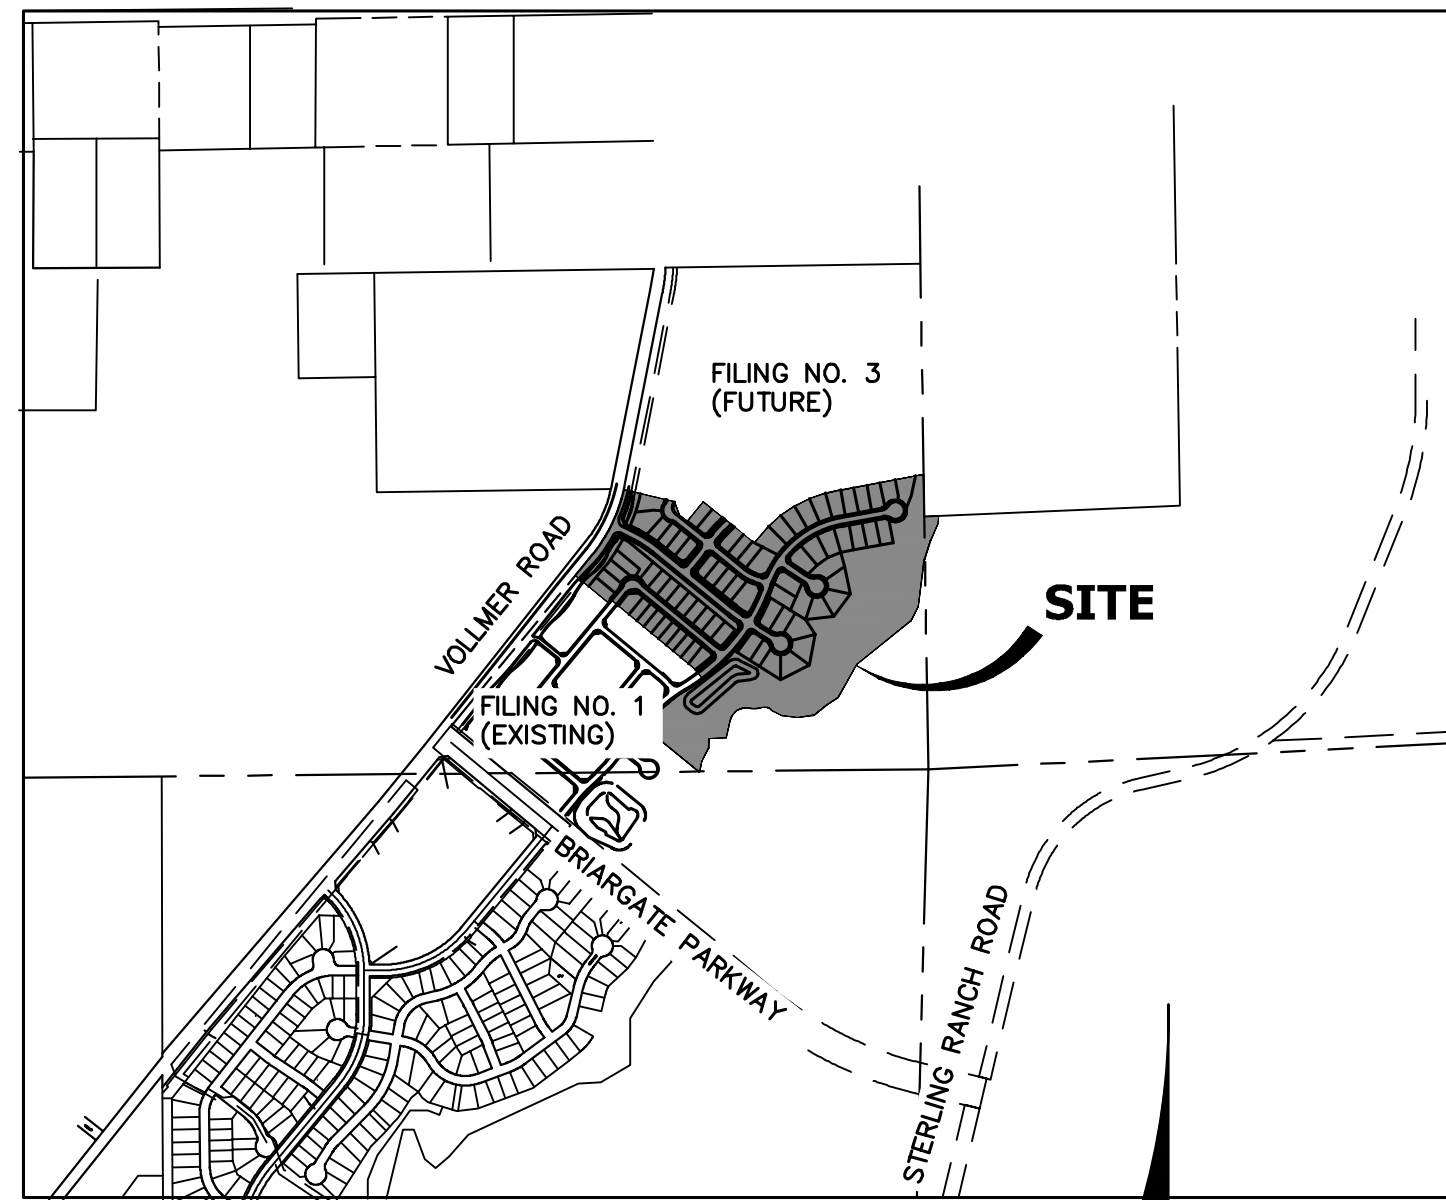 FILING NO. 3
(FUTURE)
SITE
VOLLMER ROAD
FILING NO. 1
(EXISTING)
BRIARGATE PARKWAY
STERLING RANCH ROAD